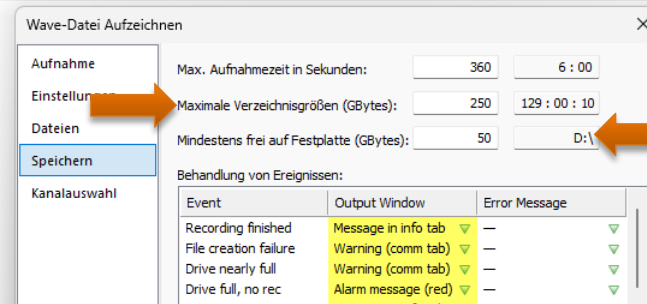 Wave-Datei Aufzeichnen
Aufnahme
Einstellungen
Dateien
Speichern
Kanalauswahl
Max. Aufnahmezeit in Sekunden: 360 6 : 00
Maximale Verzeichnisgrößen (GBytes): 250 129 : 00 : 10
Mindestens frei auf Festplatte (GBytes): 50 D:\
Behandlung von Ereignissen:
Event Output Window Error Message
Recording finished Message in info tab —
File creation failure Warning (comm tab) —
Drive nearly full Warning (comm tab) —
Drive full, no rec Alarm message (red) —